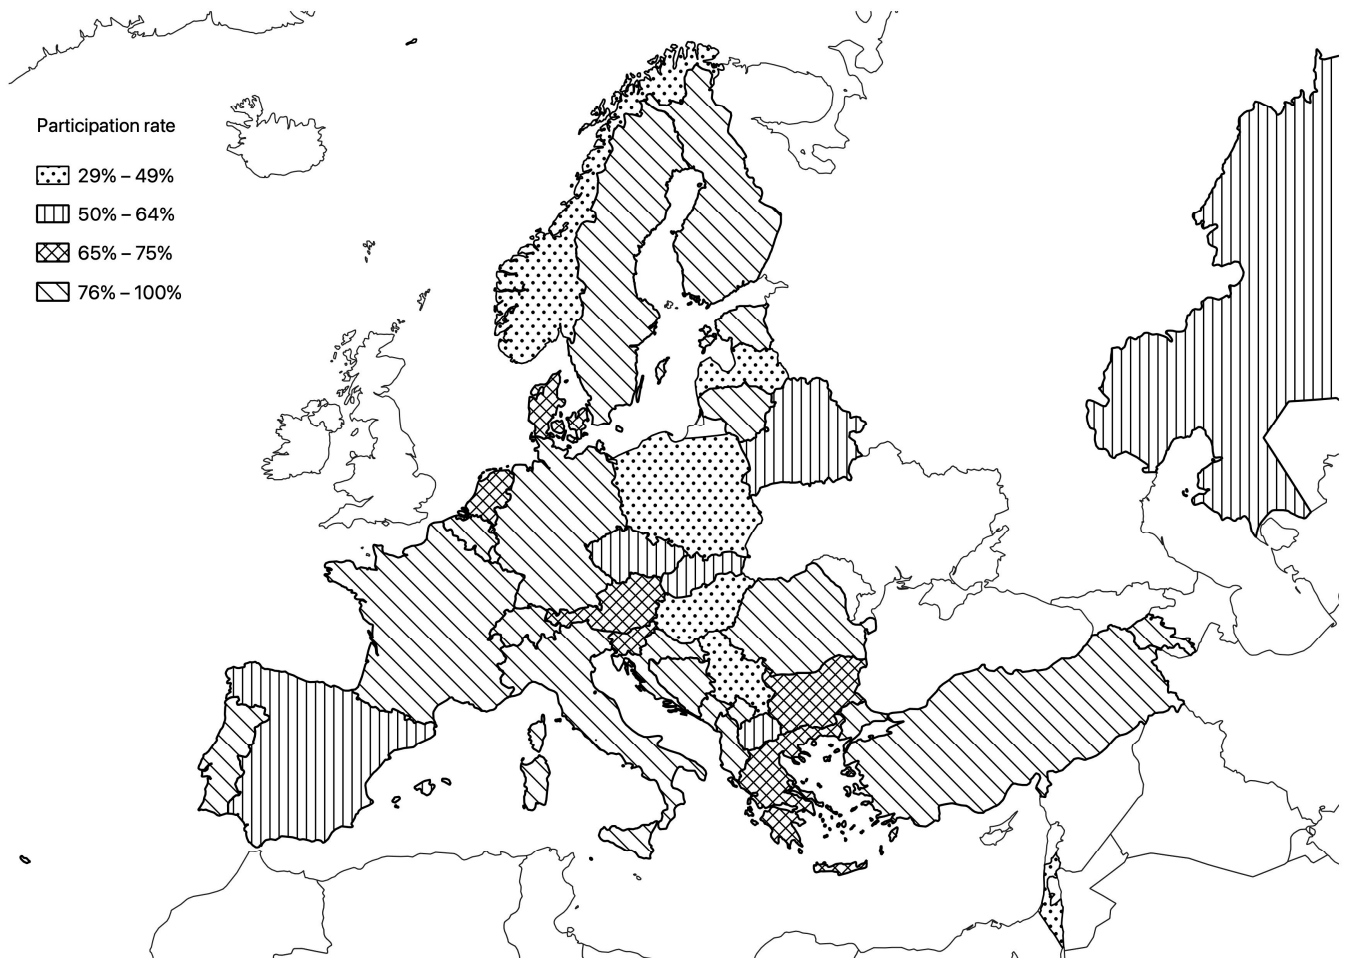 Participation rate
29% – 49%
50% – 64%
65% – 75%
76% – 100%